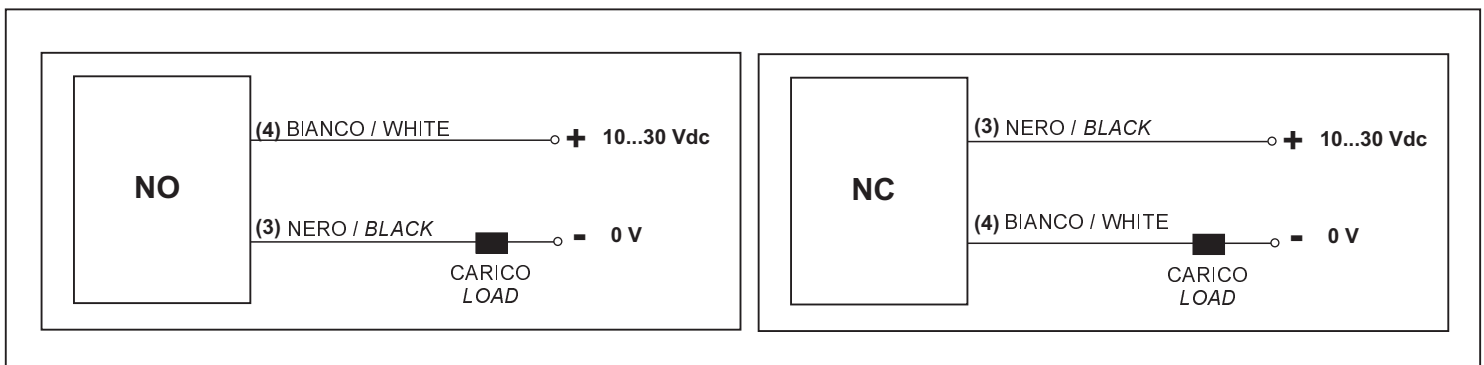 (4) BIANCO / WHITE
+ 10...30 Vdc
NO
(3) NERO / BLACK
- 0 V
CARICO
LOAD
(3) NERO / BLACK
+ 10...30 Vdc
NC
(4) BIANCO / WHITE
- 0 V
CARICO
LOAD